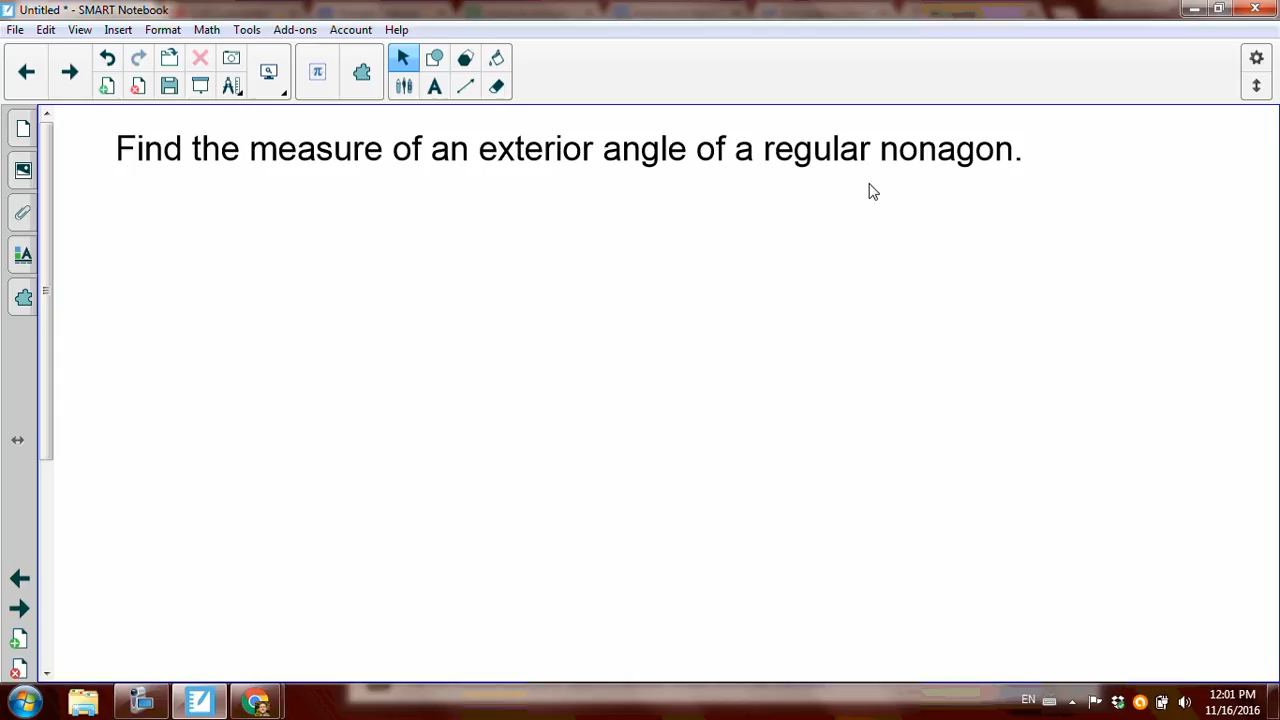 Untitled * - SMART Notebook
File Edit View Insert Format Math Tools Add-ons Account Help
π
A
Find the measure of an exterior angle of a regular nonagon.
A
EN
12:01 PM
11/16/2016